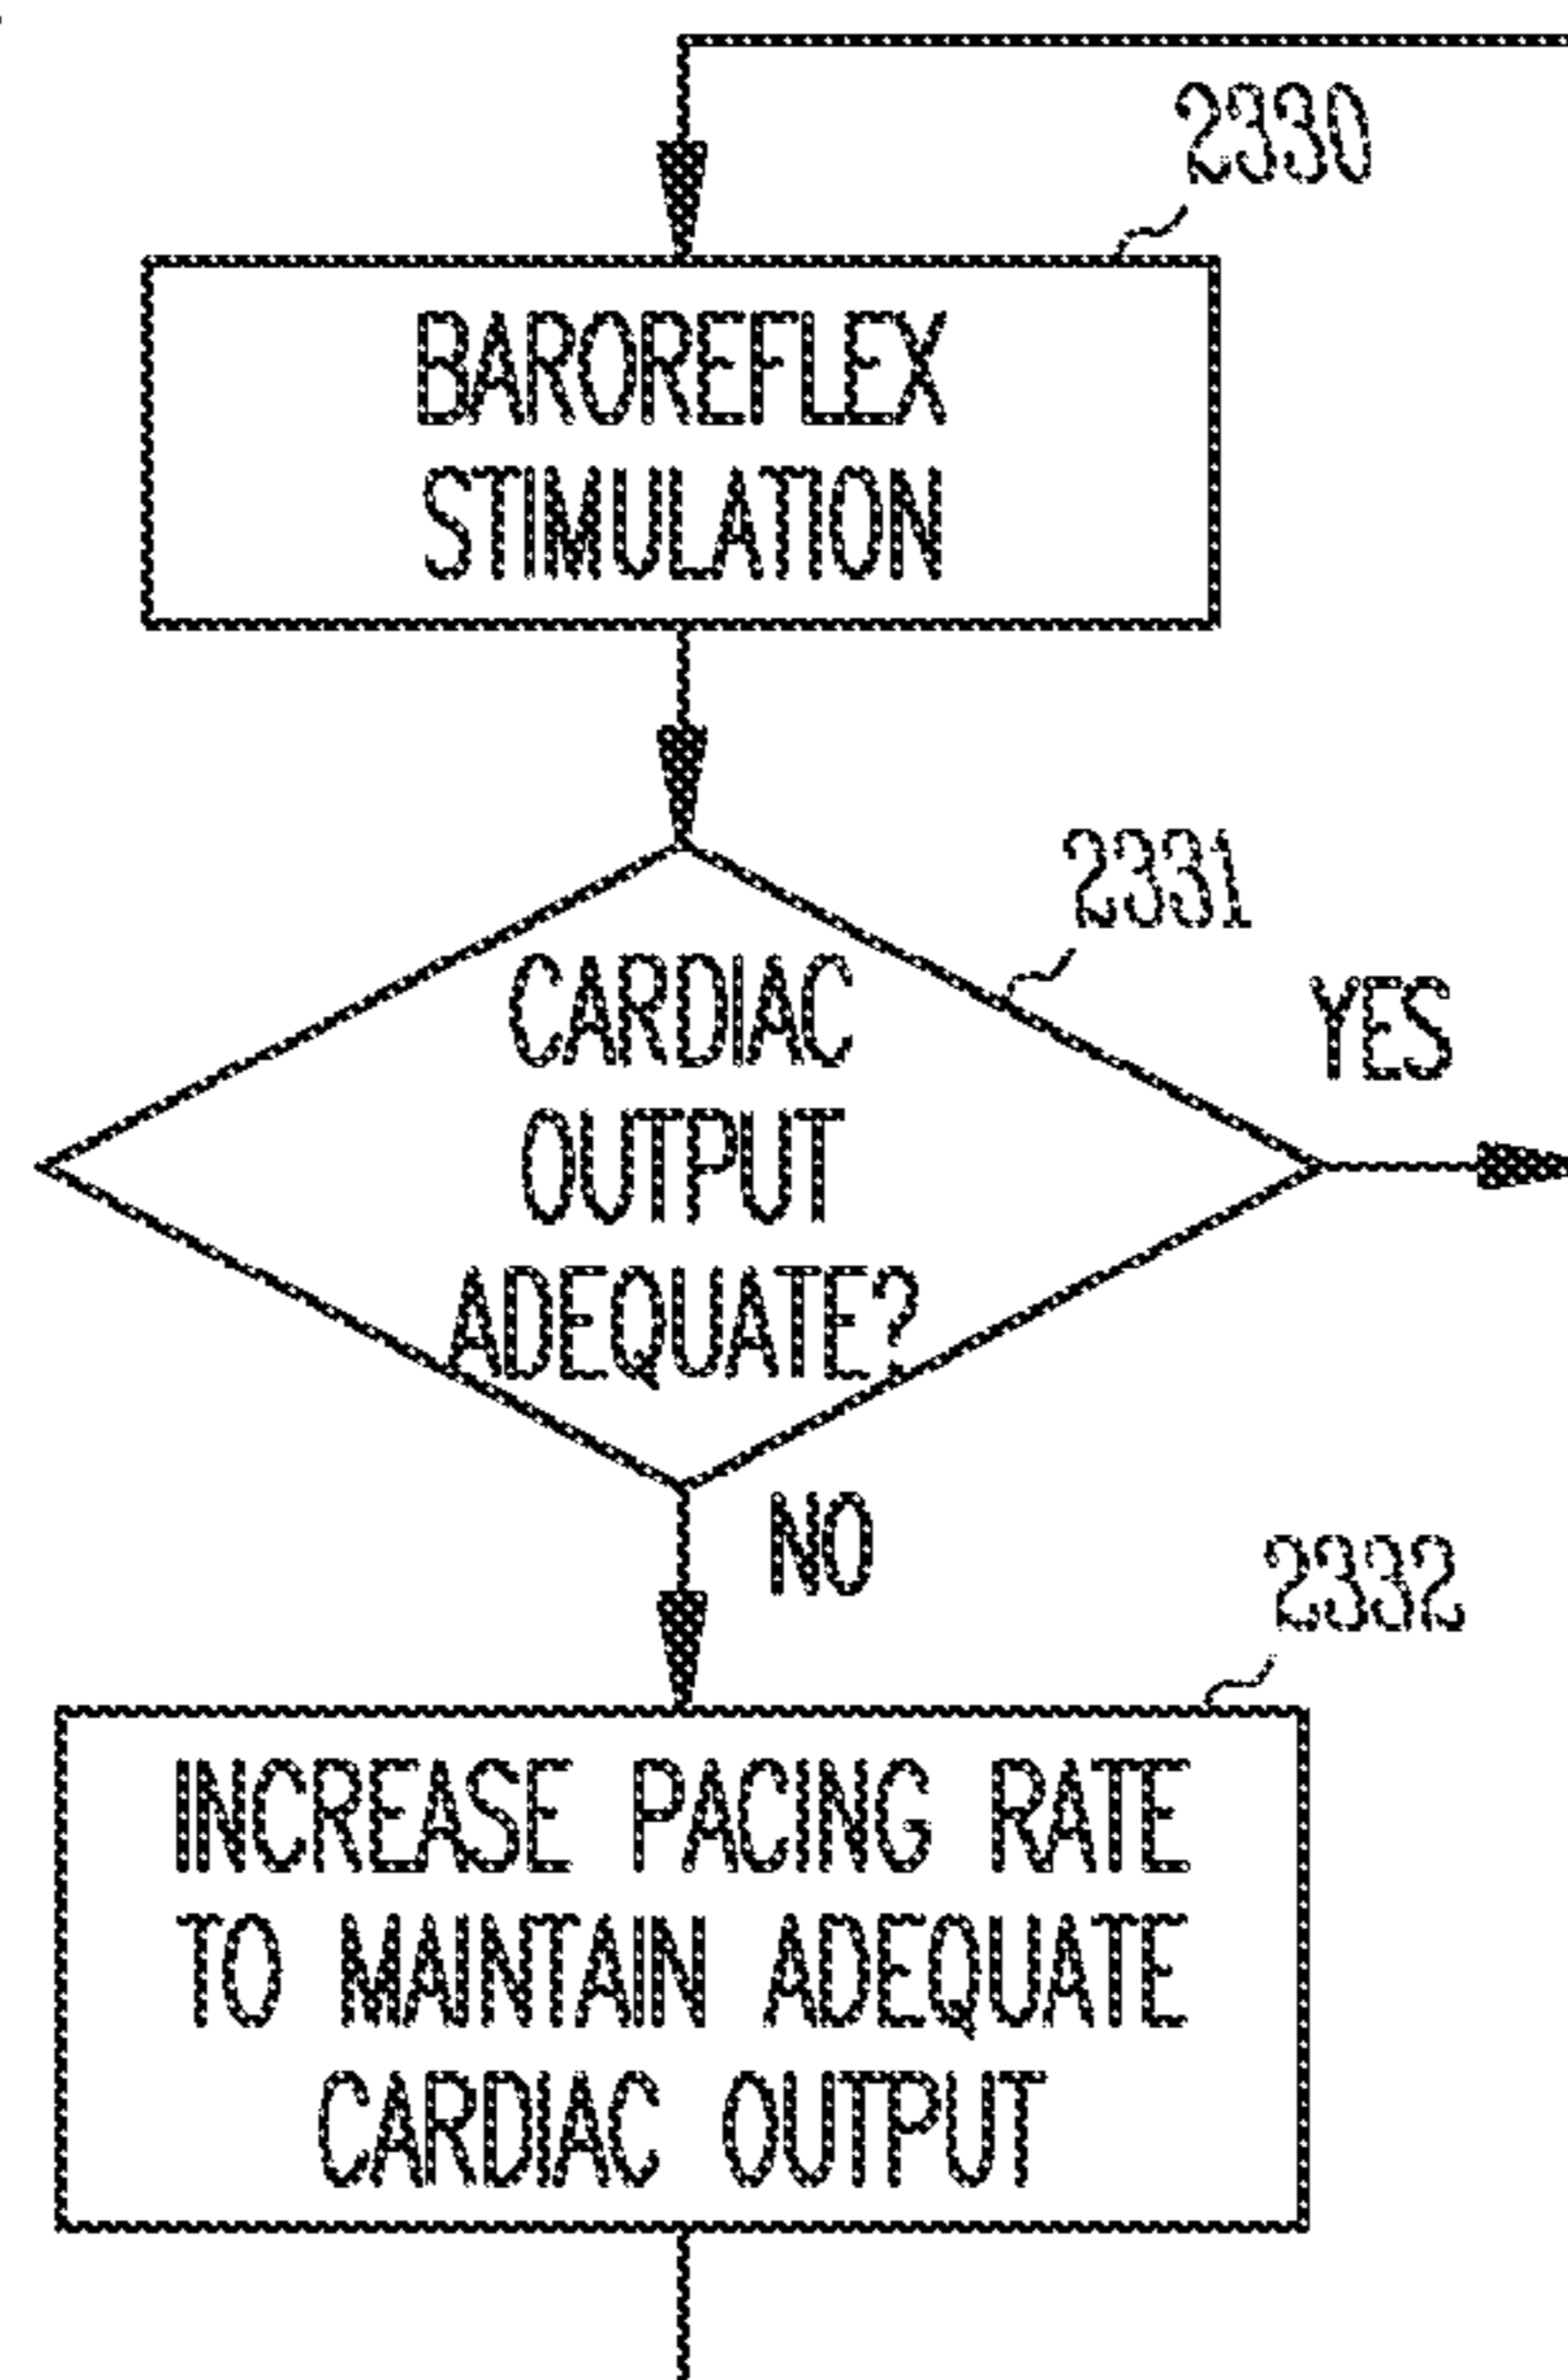 2330
BAROREFLEX
STIMULATION
2331
CARDIAC
OUTPUT
ADEQUATE?
YES
NO
2332
INCREASE PACING RATE
TO MAINTAIN ADEQUATE
CARDIAC OUTPUT